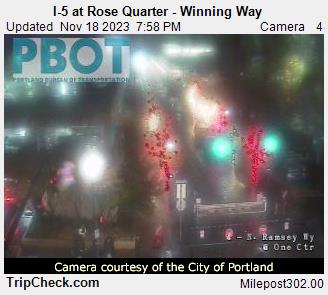 I-5 at Rose Quarter - Winning Way
Updated Nov 18 2023 7:58 PM Camera 4
PBOT
PORTLAND BUREAU OF TRANSPORTATION
4 - N. Ramsey Wy
@ One Ctr
Camera courtesy of the City of Portland
TripCheck.com Milepost302.00